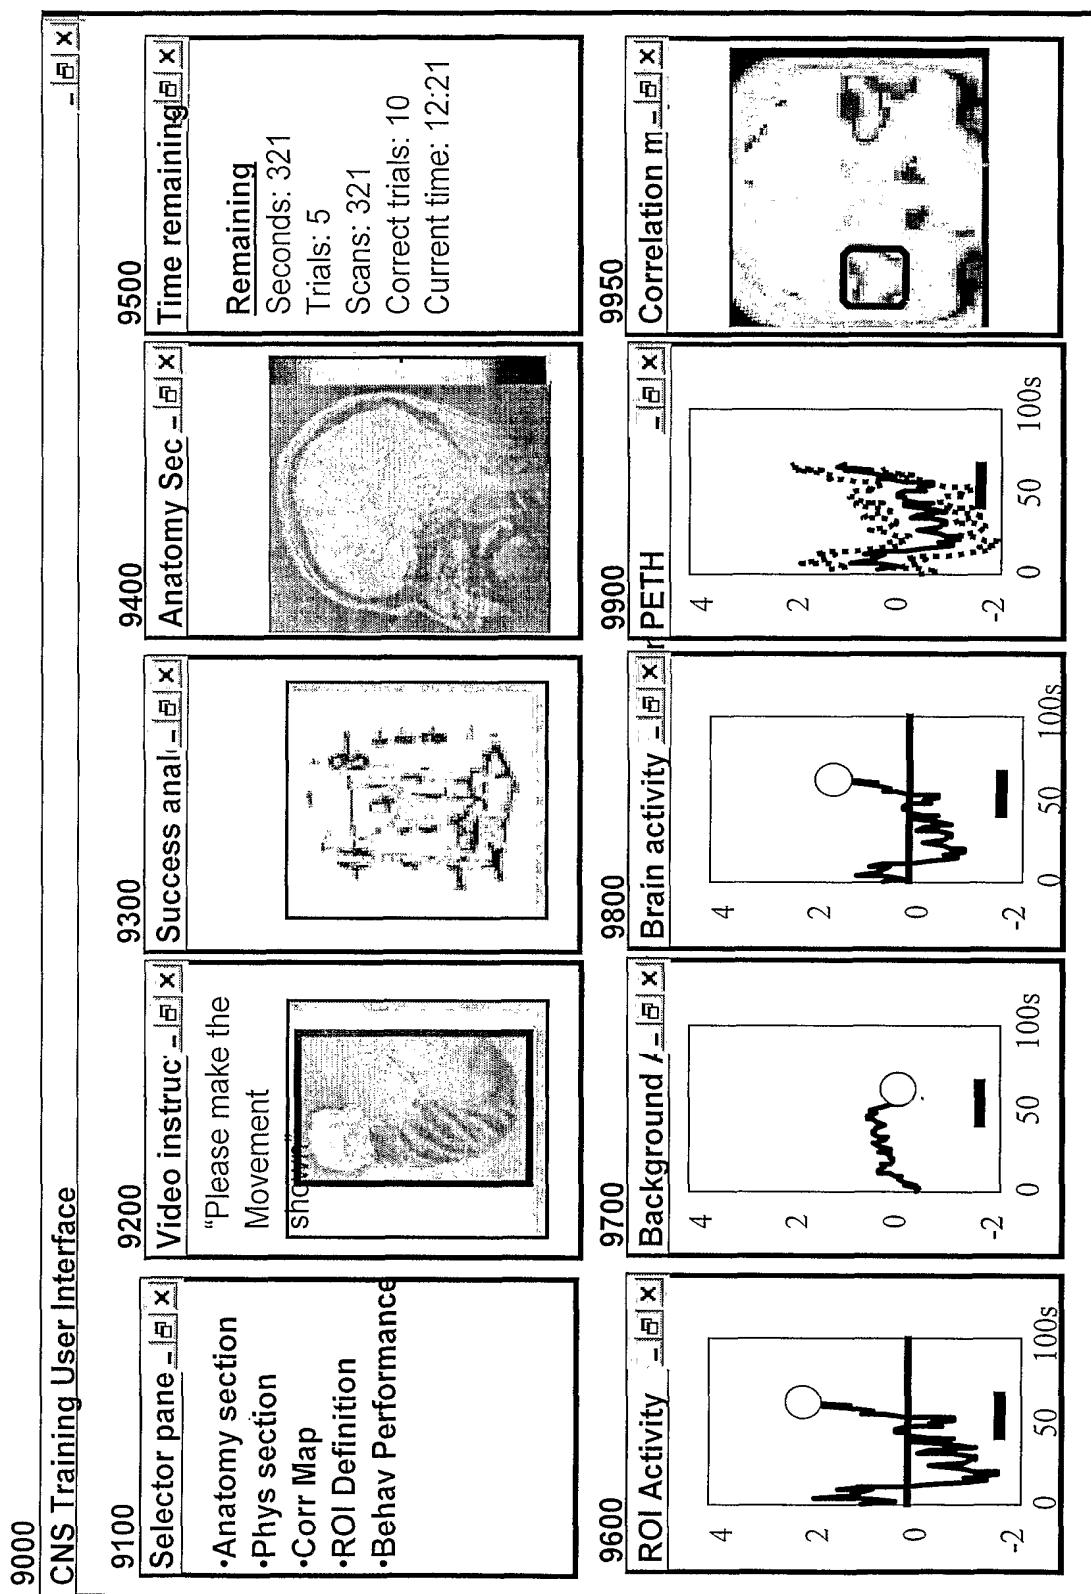 9000
CNS Training User Interface
9100
Selector pane
•Anatomy section
•Phys section
•Corr Map
•ROI Definition
•Behav Performance
9200
Video instruc
"Please make the
Movement
shown"
9300
Success anal
9400
Anatomy Sec
9500
Time remaining
Remaining
Seconds: 321
Trials: 5
Scans: 321
Correct trials: 10
Current time: 12:21
9600
ROI Activity
4
2
0
-2
0 50 100s
9700
Background
4
2
0
-2
0 50 100s
9800
Brain activity
4
2
0
-2
0 50 100s
9900
PETH
4
2
0
-2
0 50 100s
9950
Correlation m